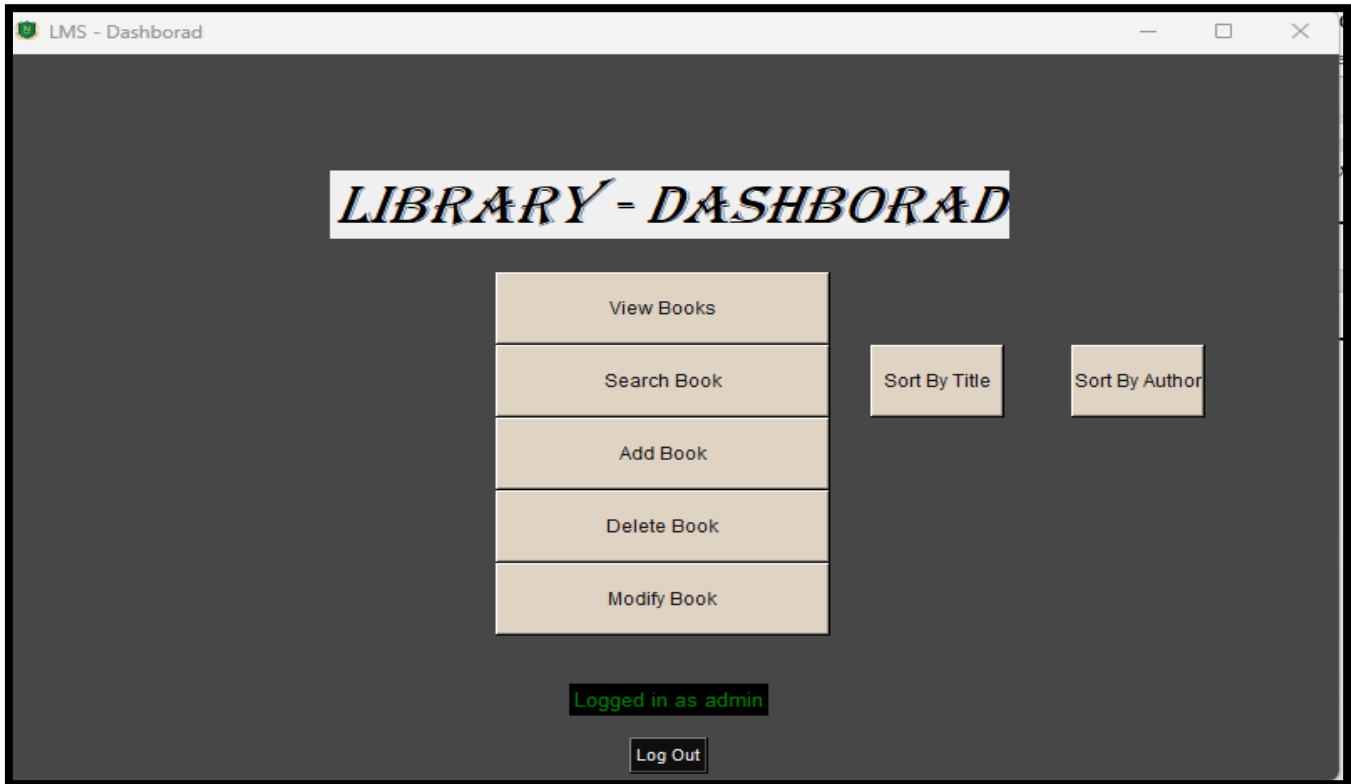 LMS - Dashborad
LIBRARY - DASHBORAD
View Books
Search Book
Sort By Title
Sort By Author
Add Book
Delete Book
Modify Book
Logged in as admin
Log Out